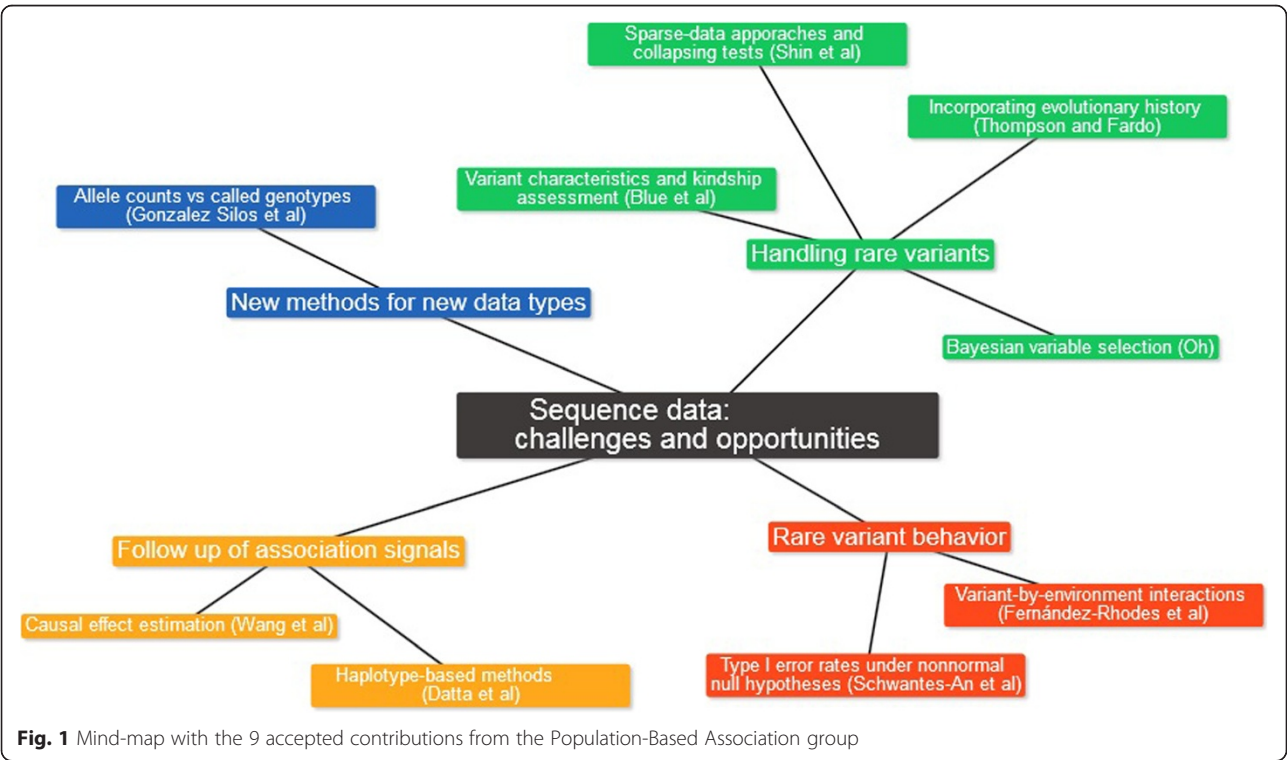 Sparse-data apporaches and
collapsing tests (Shin et al)
Incorporating evolutionary history
(Thompson and Fardo)
Variant characteristics and kindship
assessment (Blue et al)
Allele counts vs called genotypes
(Gonzalez Silos et al)
Handling rare variants
New methods for new data types
Bayesian variable selection (Oh)
Sequence data:
challenges and opportunities
Rare variant behavior
Follow up of association signals
Variant-by-environment interactions
(Fernández-Rhodes et al)
Causal effect estimation (Wang et al)
Type I error rates under nonnormal
null hypotheses (Schwantes-An et al)
Haplotype-based methods
(Datta et al)
Fig. 1 Mind-map with the 9 accepted contributions from the Population-Based Association group